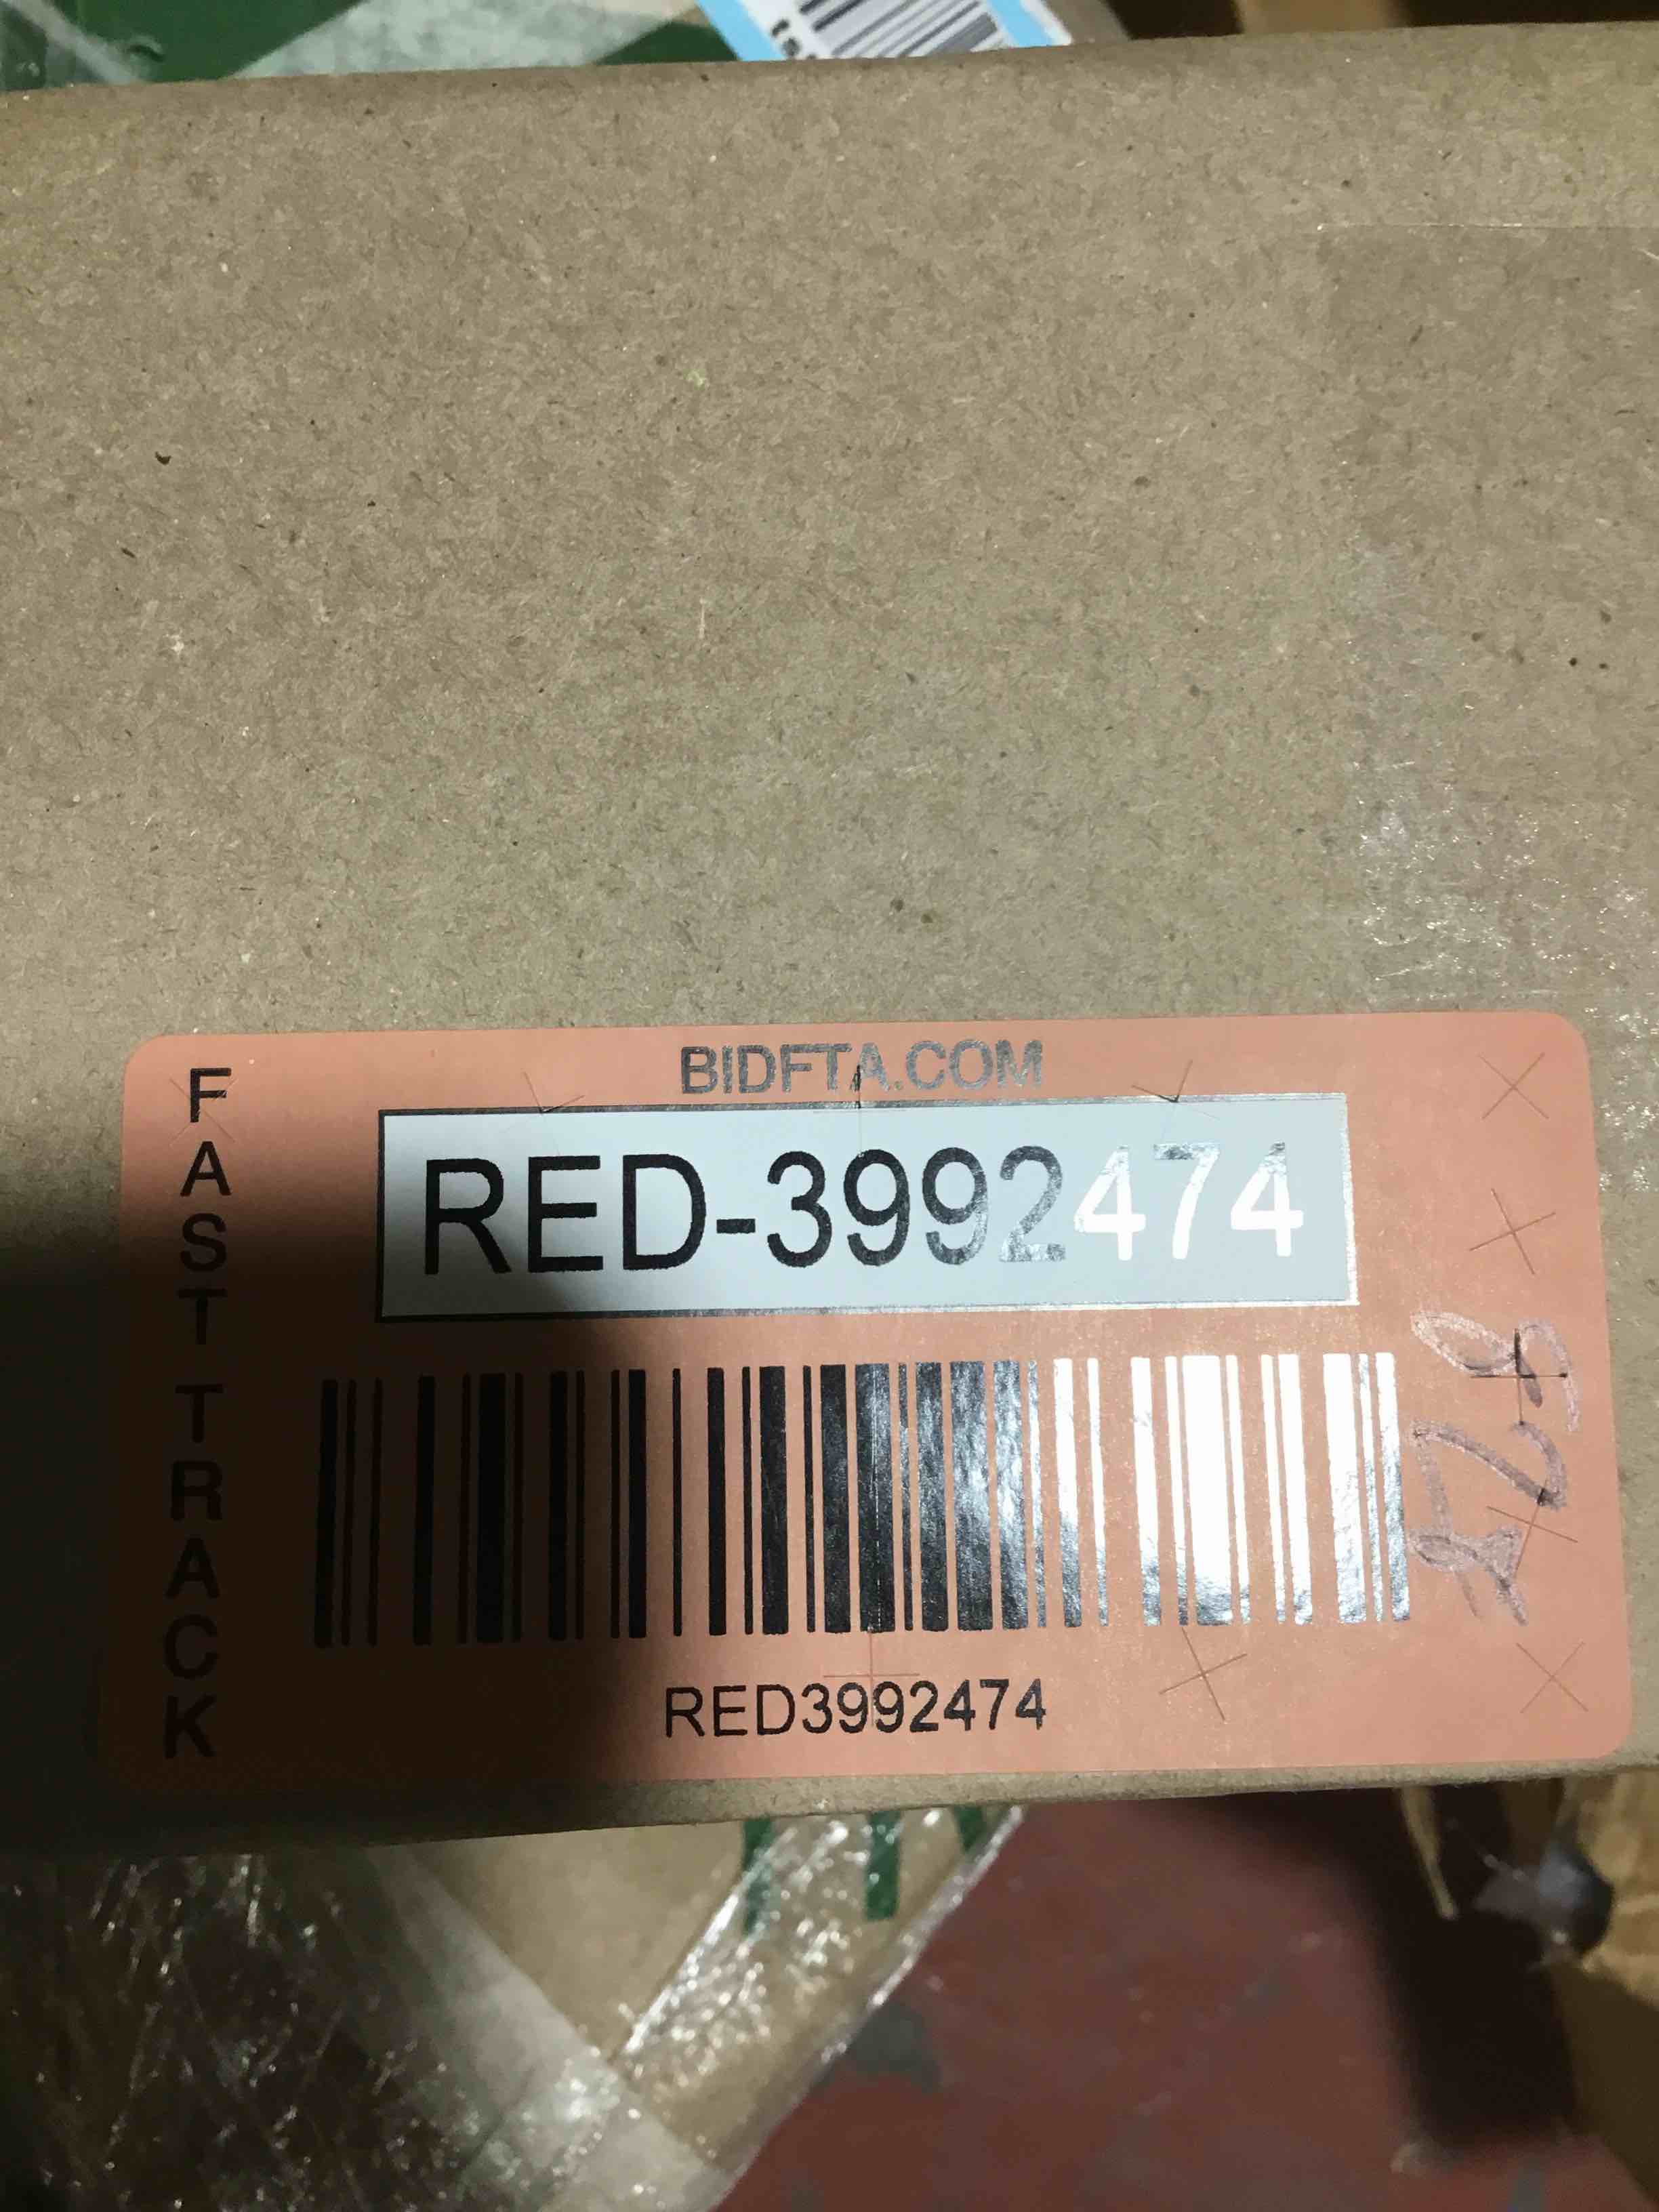 BIDFTA.COM
FAST TRACK
RED-3992474
RED3992474